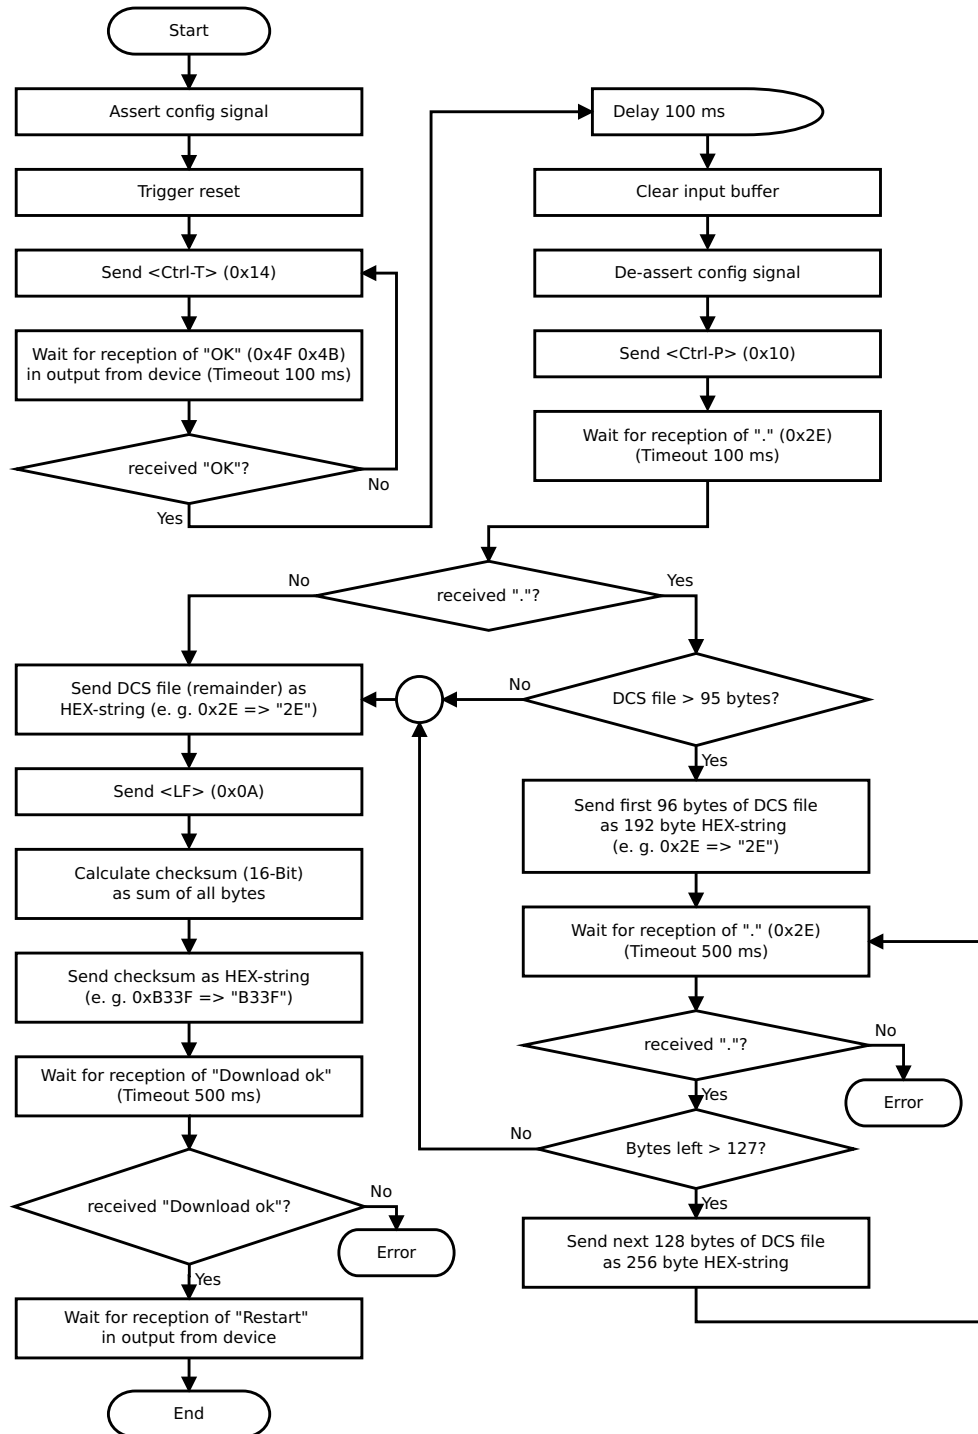 Start
Assert config signal
Trigger reset
Send <Ctrl-T> (0x14)
Wait for reception of "OK" (0x4F 0x4B)
in output from device (Timeout 100 ms)
received "OK"?
No
Yes
Delay 100 ms
Clear input buffer
De-assert config signal
Send <Ctrl-P> (0x10)
Wait for reception of "." (0x2E)
(Timeout 100 ms)
received "."?
No
Yes
Send DCS file (remainder) as
HEX-string (e. g. 0x2E => "2E")
Send <LF> (0x0A)
Calculate checksum (16-Bit)
as sum of all bytes
Send checksum as HEX-string
(e. g. 0xB33F => "B33F")
Wait for reception of "Download ok"
(Timeout 500 ms)
received "Download ok"?
No
Error
Yes
Wait for reception of "Restart"
in output from device
End
DCS file > 95 bytes?
No
Yes
Send first 96 bytes of DCS file
as 192 byte HEX-string
(e. g. 0x2E => "2E")
Wait for reception of "." (0x2E)
(Timeout 500 ms)
received "."?
No
Error
Yes
Bytes left > 127?
No
Yes
Send next 128 bytes of DCS file
as 256 byte HEX-string